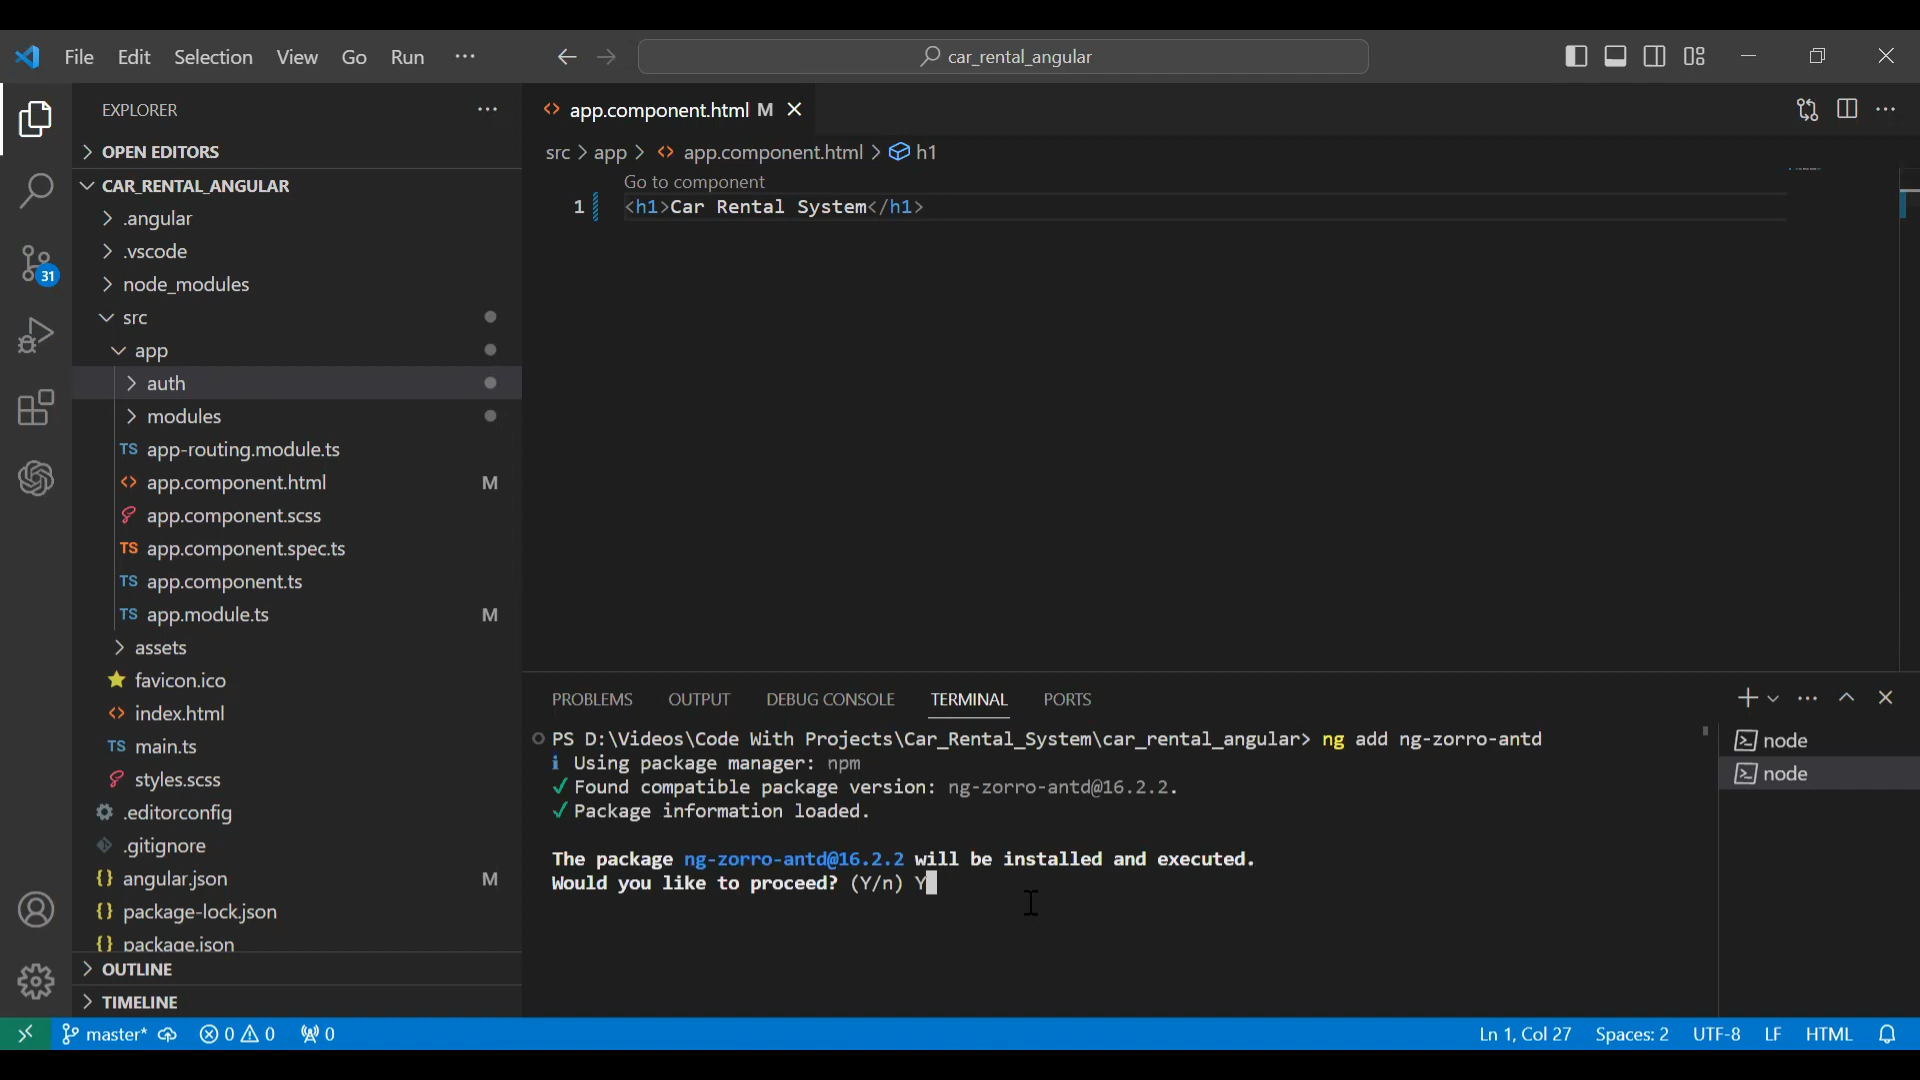 File Edit Selection View Go Run ...
car_rental_angular
EXPLORER
OPEN EDITORS
CAR_RENTAL_ANGULAR
.angular
.vscode
node_modules
src
app
auth
modules
TS app-routing.module.ts
app.component.html M
app.component.scss
TS app.component.spec.ts
TS app.component.ts
TS app.module.ts M
assets
favicon.ico
index.html
TS main.ts
styles.scss
.editorconfig
.gitignore
{} angular.json M
{} package-lock.json
{} package.json
OUTLINE
TIMELINE
31
app.component.html M
src > app > app.component.html > h1
Go to component
1 <h1>Car Rental System</h1>
PROBLEMS OUTPUT DEBUG CONSOLE TERMINAL PORTS
PS D:\Videos\Code With Projects\Car_Rental_System\car_rental_angular> ng add ng-zorro-antd
i Using package manager: npm
✓ Found compatible package version: ng-zorro-antd@16.2.2.
✓ Package information loaded.
The package ng-zorro-antd@16.2.2 will be installed and executed.
Would you like to proceed? (Y/n) Y
node
node
master* 0 0 0
Ln 1, Col 27 Spaces: 2 UTF-8 LF HTML